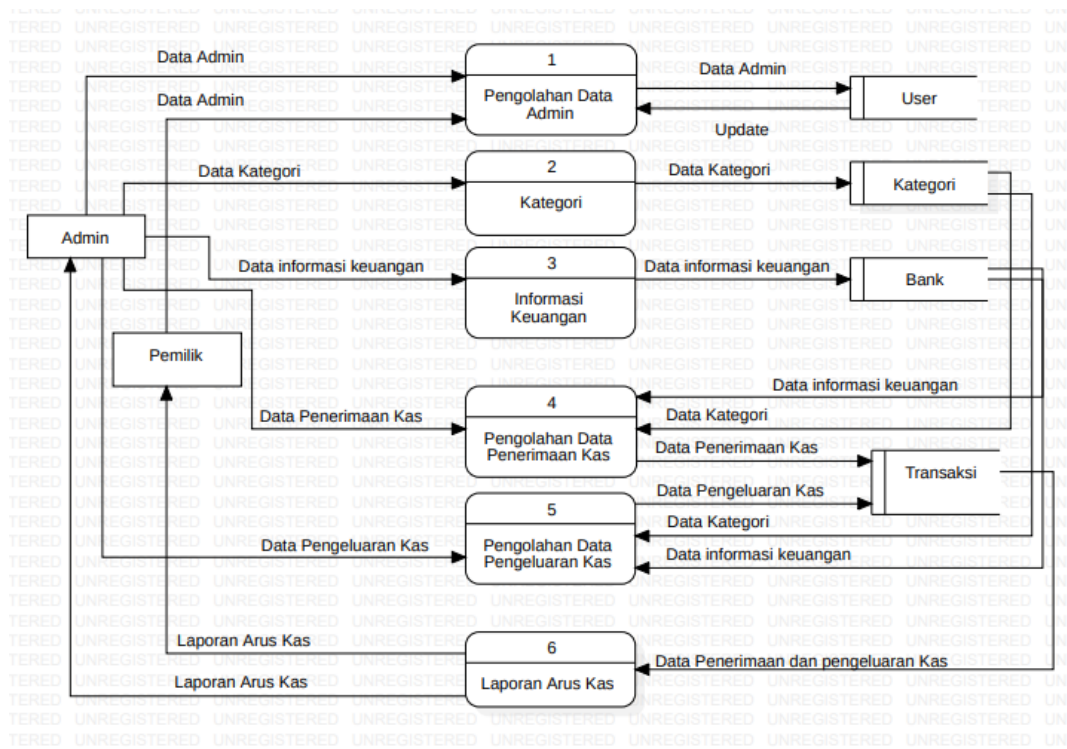 Data Admin
1
Pengolahan Data
Admin
Data Admin
User
Data Admin
Update
Data Kategori
2
Kategori
Data Kategori
Kategori
Admin
Data informasi keuangan
3
Informasi
Keuangan
Data informasi keuangan
Bank
Pemilik
Data informasi keuangan
4
Pengolahan Data
Penerimaan Kas
Data Penerimaan Kas
Data Kategori
Data Penerimaan Kas
Transaksi
Data Pengeluaran Kas
5
Pengolahan Data
Pengeluaran Kas
Data Pengeluaran Kas
Data Kategori
Data informasi keuangan
Laporan Arus Kas
6
Laporan Arus Kas
Laporan Arus Kas
Data Penerimaan dan pengeluaran Kas
UNREGISTERED